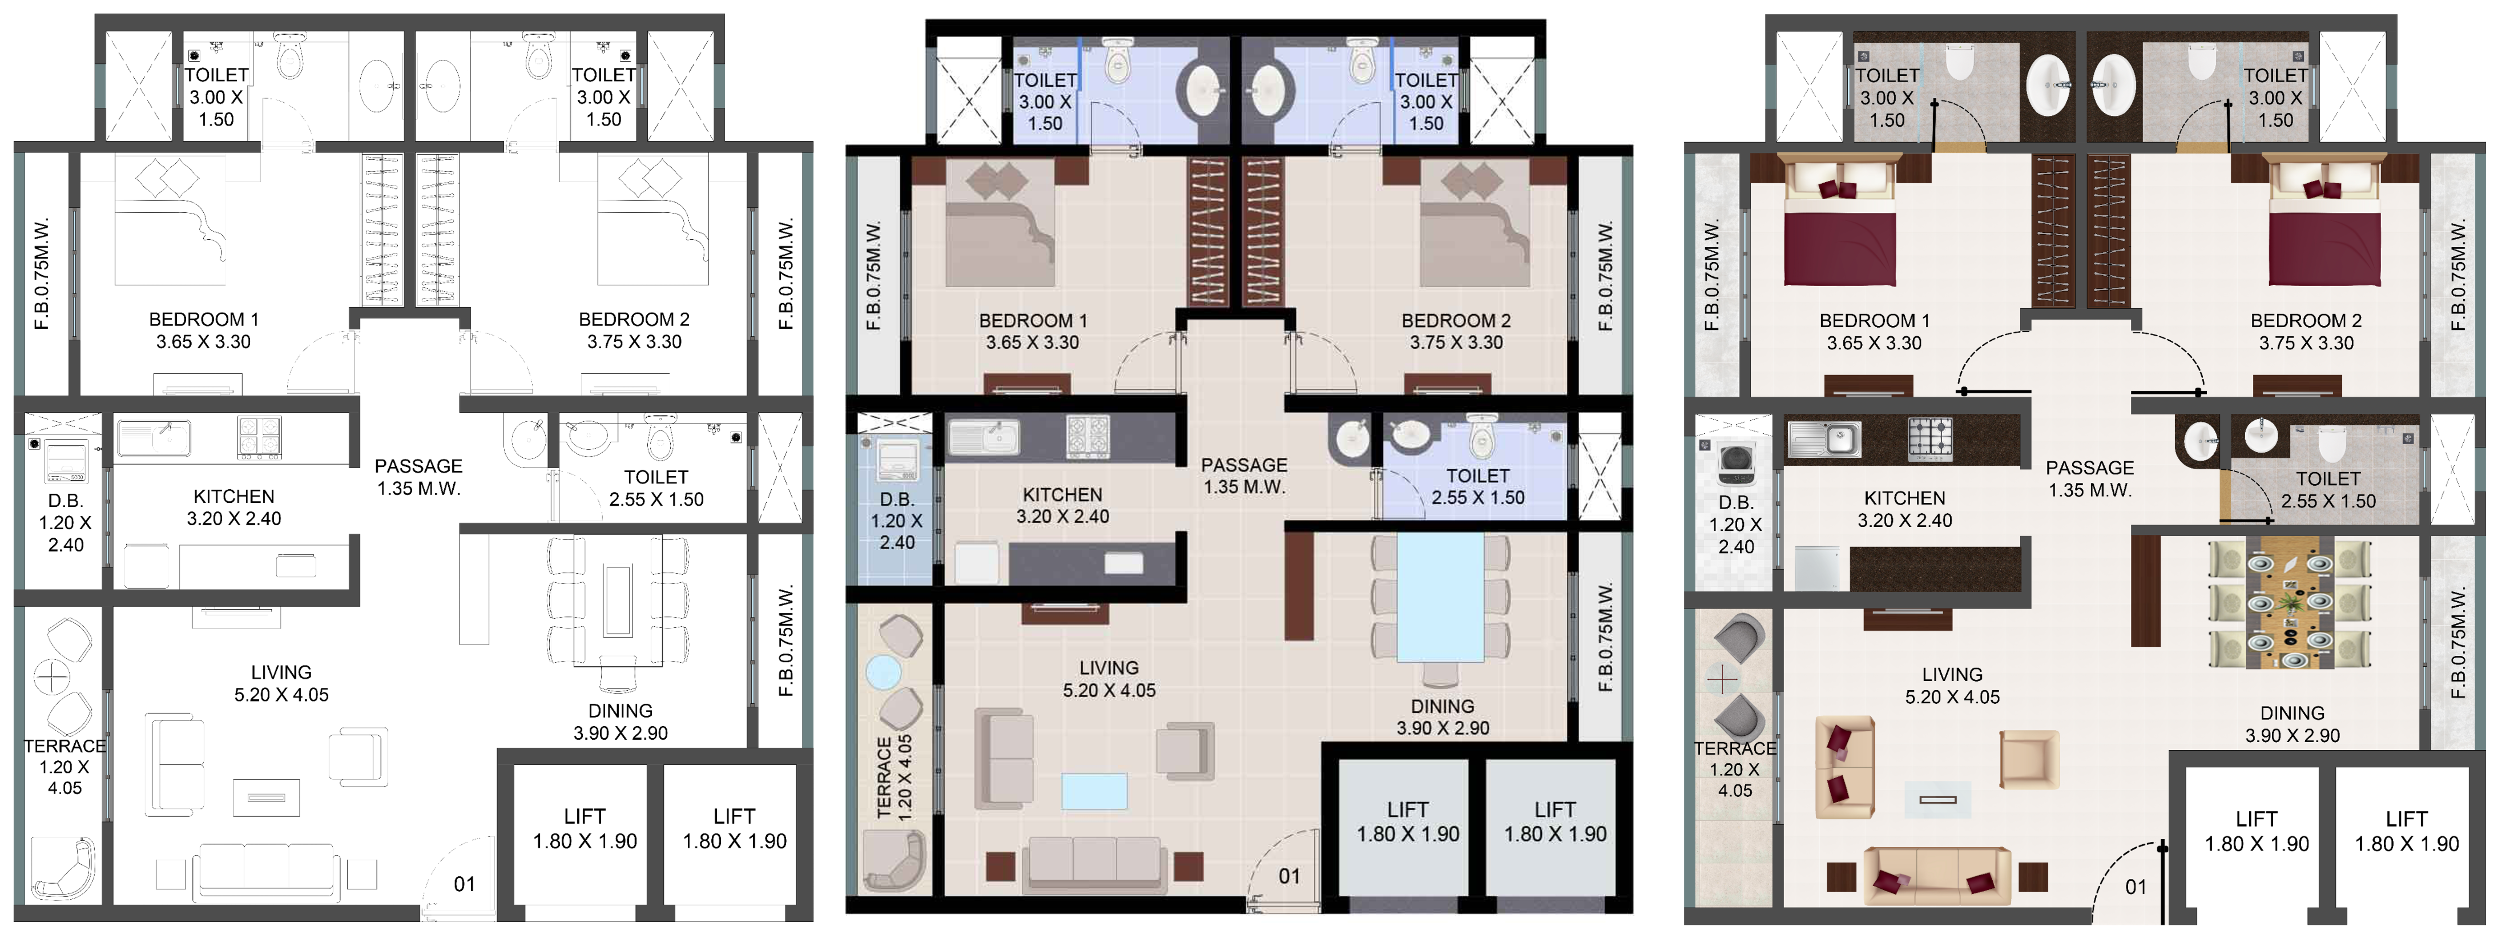 TOILET
3.00 X
1.50
TOILET
3.00 X
1.50
F.B.0.75M.W.
BEDROOM 1
3.65 X 3.30
BEDROOM 2
3.75 X 3.30
F.B.0.75M.W.
D.B.
1.20 X
2.40
KITCHEN
3.20 X 2.40
PASSAGE
1.35 M.W.
TOILET
2.55 X 1.50
LIVING
5.20 X 4.05
DINING
3.90 X 2.90
F.B.0.75M.W.
TERRACE
1.20 X
4.05
01
LIFT
1.80 X 1.90
LIFT
1.80 X 1.90
TOILET
3.00 X
1.50
TOILET
3.00 X
1.50
F.B.0.75M.W.
BEDROOM 1
3.65 X 3.30
BEDROOM 2
3.75 X 3.30
F.B.0.75M.W.
D.B.
1.20 X
2.40
KITCHEN
3.20 X 2.40
PASSAGE
1.35 M.W.
TOILET
2.55 X 1.50
LIVING
5.20 X 4.05
DINING
3.90 X 2.90
F.B.0.75M.W.
TERRACE
1.20 X 4.05
01
LIFT
1.80 X 1.90
LIFT
1.80 X 1.90
TOILET
3.00 X
1.50
TOILET
3.00 X
1.50
F.B.0.75M.W.
BEDROOM 1
3.65 X 3.30
BEDROOM 2
3.75 X 3.30
F.B.0.75M.W.
D.B.
1.20 X
2.40
KITCHEN
3.20 X 2.40
PASSAGE
1.35 M.W.
TOILET
2.55 X 1.50
LIVING
5.20 X 4.05
DINING
3.90 X 2.90
F.B.0.75M.W.
TERRACE
1.20 X
4.05
01
LIFT
1.80 X 1.90
LIFT
1.80 X 1.90